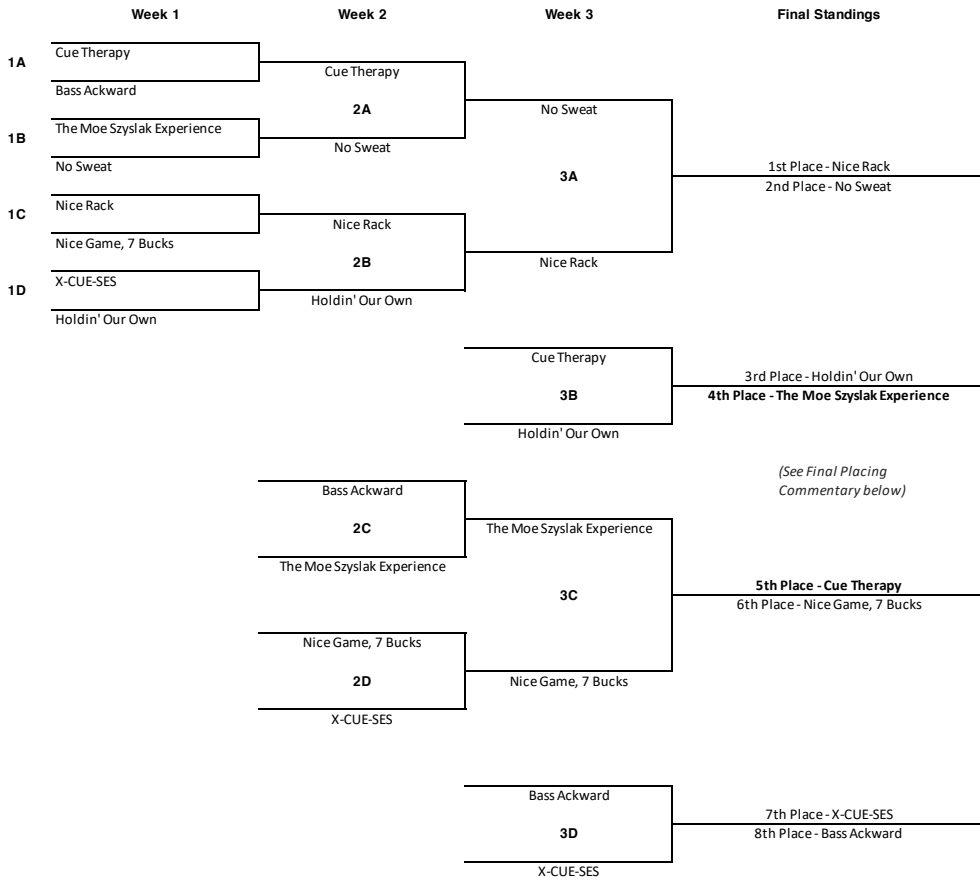 Week 1
Week 2
Week 3
Final Standings
1A
Cue Therapy
Bass Ackward
1B
The Moe Szyslak Experience
No Sweat
1C
Nice Rack
Nice Game, 7 Bucks
1D
X-CUE-SES
Holdin' Our Own
Cue Therapy
2A
No Sweat
Nice Rack
2B
Holdin' Our Own
No Sweat
3A
Nice Rack
1st Place - Nice Rack
2nd Place - No Sweat
Cue Therapy
3B
Holdin' Our Own
3rd Place - Holdin' Our Own
4th Place - The Moe Szyslak Experience
(See Final Placing
Commentary below)
Bass Ackward
2C
The Moe Szyslak Experience
Nice Game, 7 Bucks
2D
X-CUE-SES
The Moe Szyslak Experience
3C
Nice Game, 7 Bucks
5th Place - Cue Therapy
6th Place - Nice Game, 7 Bucks
Bass Ackward
3D
X-CUE-SES
7th Place - X-CUE-SES
8th Place - Bass Ackward